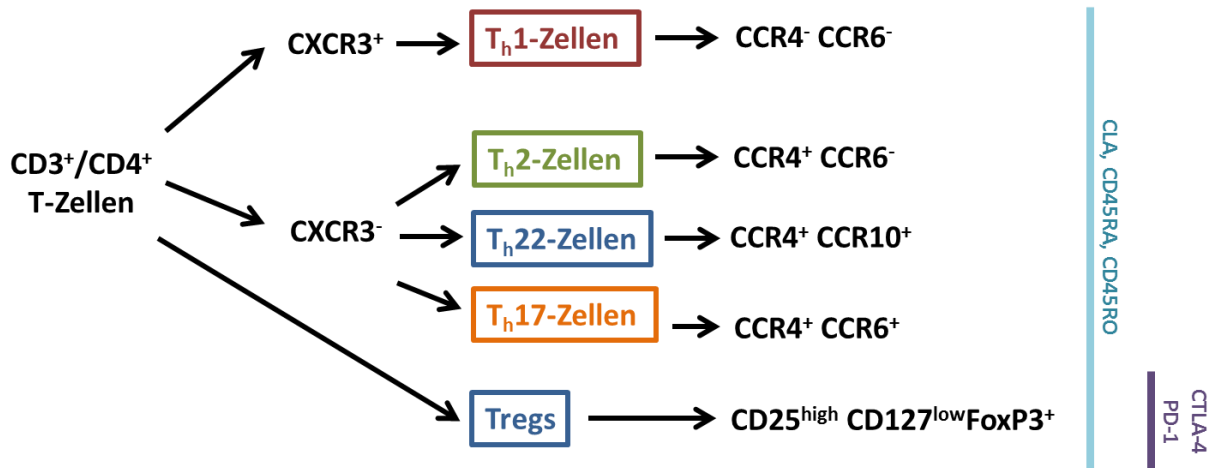 CXCR3⁺
Tₕ1-Zellen
CCR4⁻ CCR6⁻
CD3⁺/CD4⁺
T-Zellen
Tₕ2-Zellen
CCR4⁺ CCR6⁻
CXCR3⁻
Tₕ22-Zellen
CCR4⁺ CCR10⁺
Tₕ17-Zellen
CCR4⁺ CCR6⁺
Tregs
CD25ʰⁱᵍʰ CD127ˡᵒʷFoxP3⁺
CLA, CD45RA, CD45RO
CTLA-4
PD-1